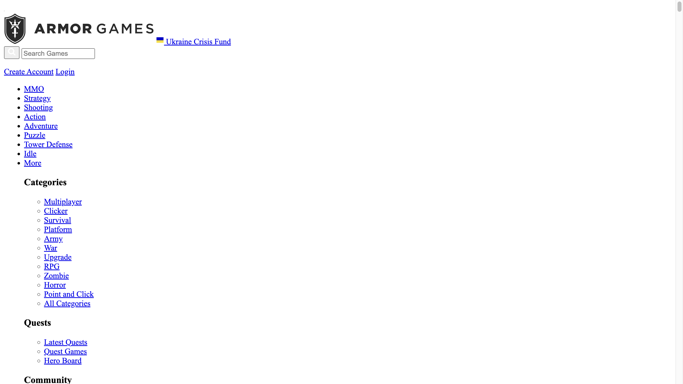 ARMOR GAMES Ukraine Crisis Fund
Search Games
Create Account Login
MMO
Strategy
Shooting
Action
Adventure
Puzzle
Tower Defense
Idle
More
Categories
Multiplayer
Clicker
Survival
Platform
Army
War
Upgrade
RPG
Zombie
Horror
Point and Click
All Categories
Quests
Latest Quests
Quest Games
Hero Board
Community